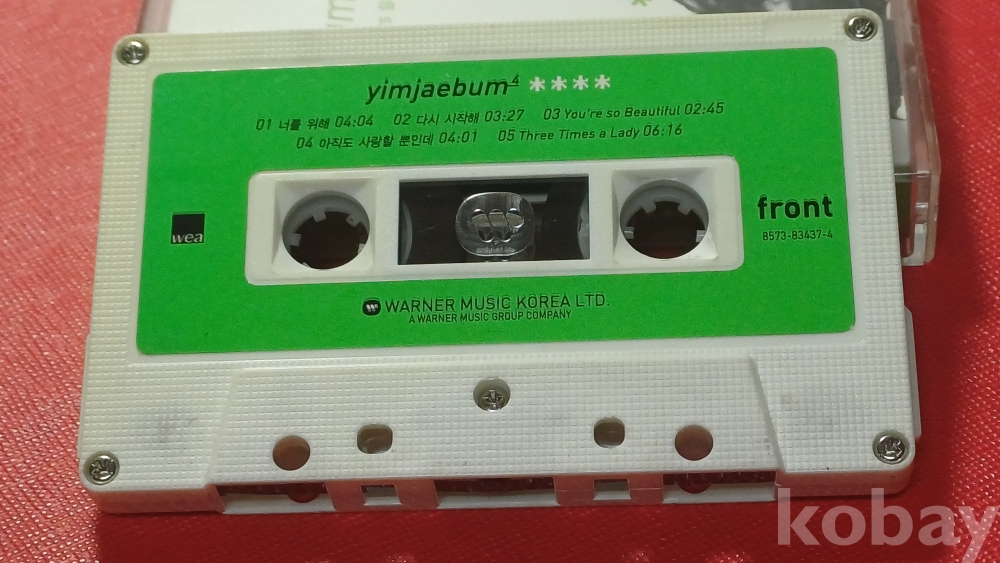 yimjaebum⁴ ****
01 너를 위해 04:04 02 다시 시작해 03:27 03 You're so Beautiful 02:45
04 아직도 사랑할 뿐인데 04:01 05 Three Times a Lady 06:16
wea
front
8573-83437-4
WARNER MUSIC KOREA LTD.
A WARNER MUSIC GROUP COMPANY
kobay